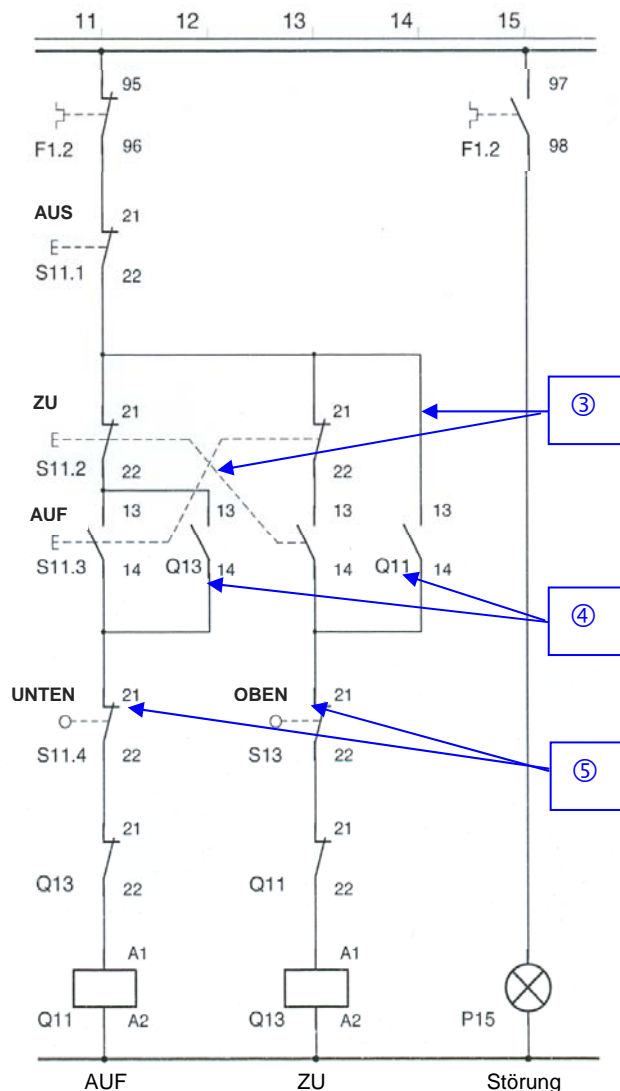 11 12 13 14 15
95 97
F1.2 96 F1.2 98
AUS 21
S11.1 22
③
ZU 21 21
S11.2 22 22
AUF 13 13 13 13
S11.3 14 Q13 14 14 Q11 14
④
UNTEN 21 OBEN 21
S11.4 22 S13 22
⑤
21 21
Q13 22 Q11 22
A1 A1
Q11 A2 Q13 A2 P15
AUF ZU Störung